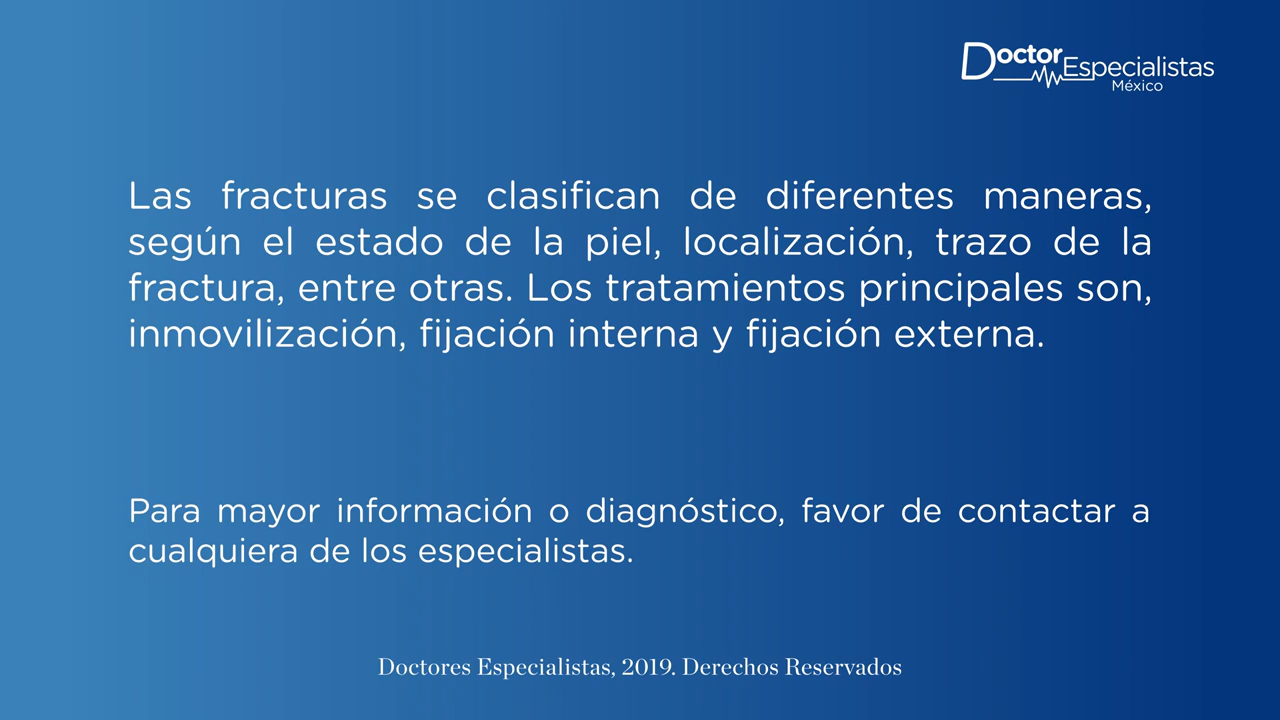 Doctor Especialistas
México
Las fracturas se clasifican de diferentes maneras,
según el estado de la piel, localización, trazo de la
fractura, entre otras. Los tratamientos principales son,
inmovilización, fijación interna y fijación externa.
Para mayor información o diagnóstico, favor de contactar a
cualquiera de los especialistas.
Doctores Especialistas, 2019. Derechos Reservados